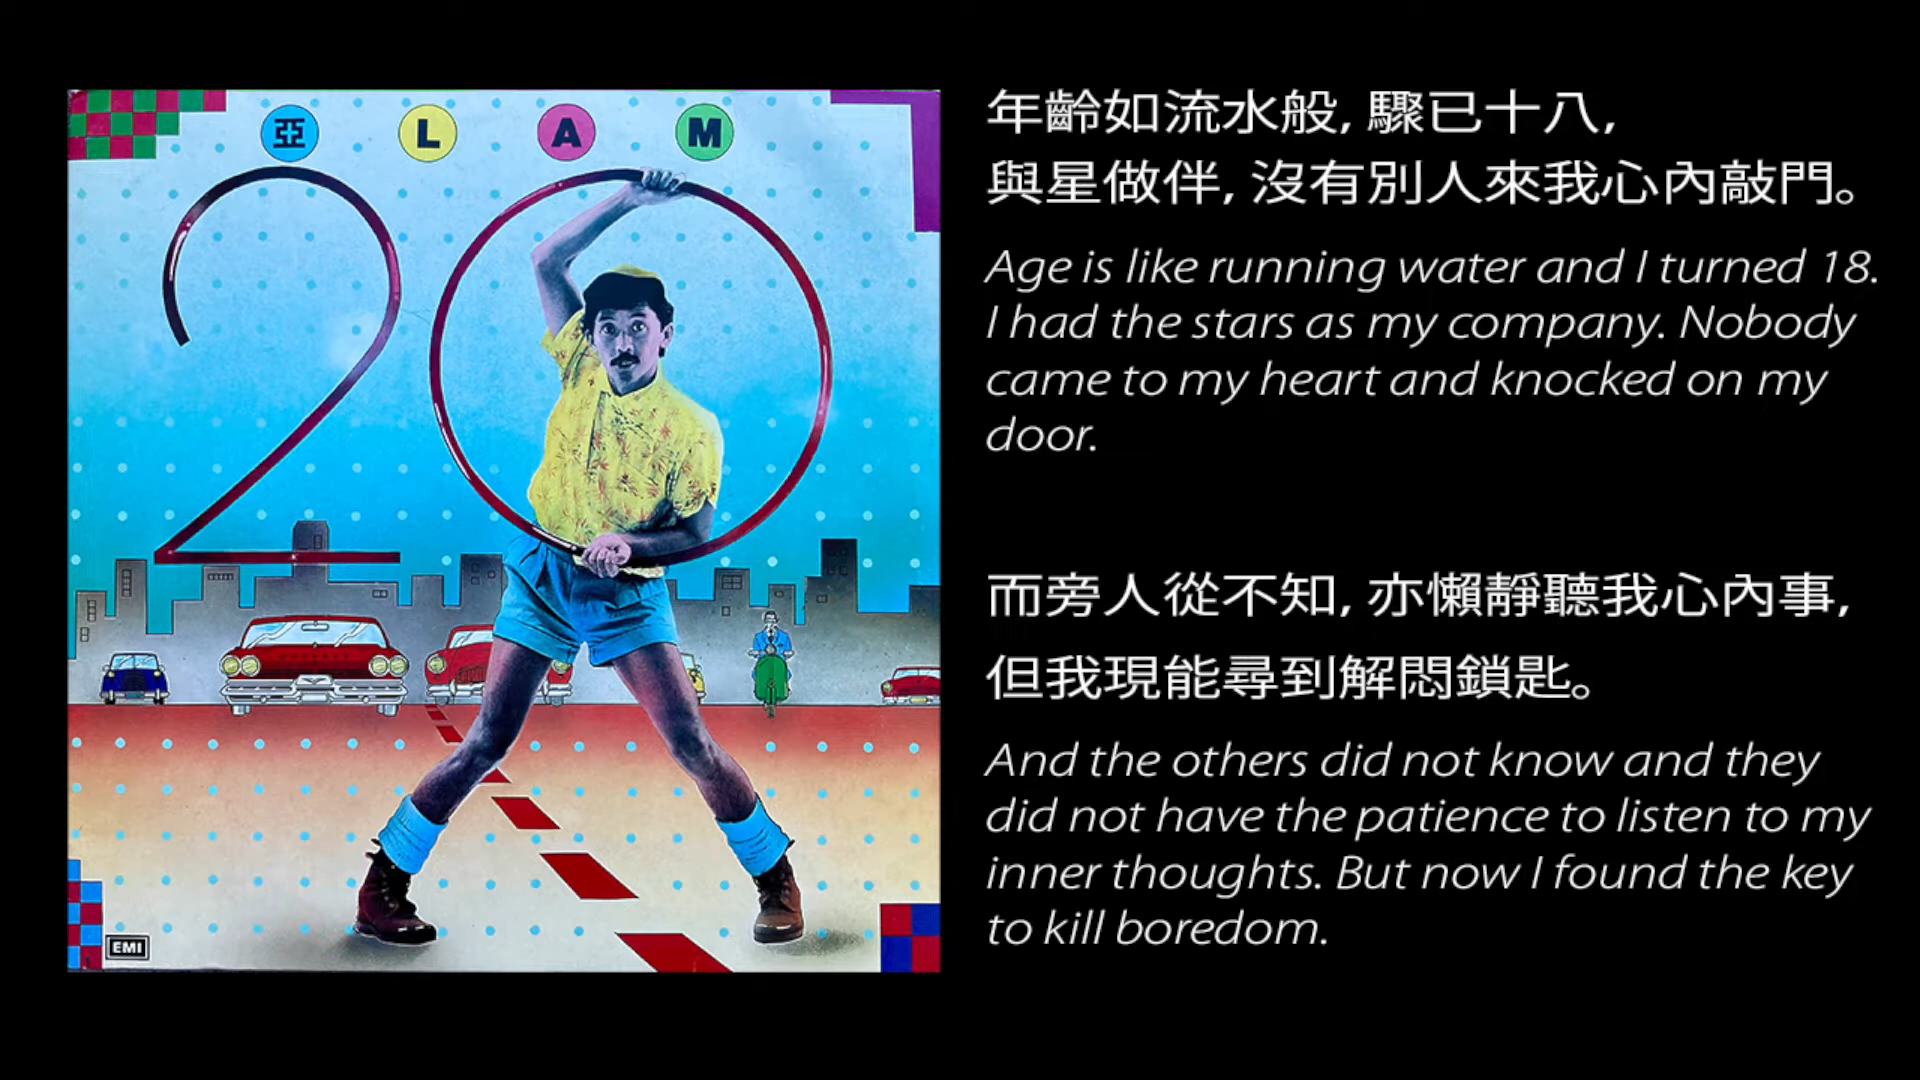 亞 L A M
20
EMI
年齡如流水般, 驟已十八,
與星做伴, 沒有別人來我心內敲門。
Age is like running water and I turned 18.
I had the stars as my company. Nobody
came to my heart and knocked on my
door.
而旁人從不知, 亦懶靜聽我心內事,
但我現能尋到解悶鎖匙。
And the others did not know and they
did not have the patience to listen to my
inner thoughts. But now I found the key
to kill boredom.